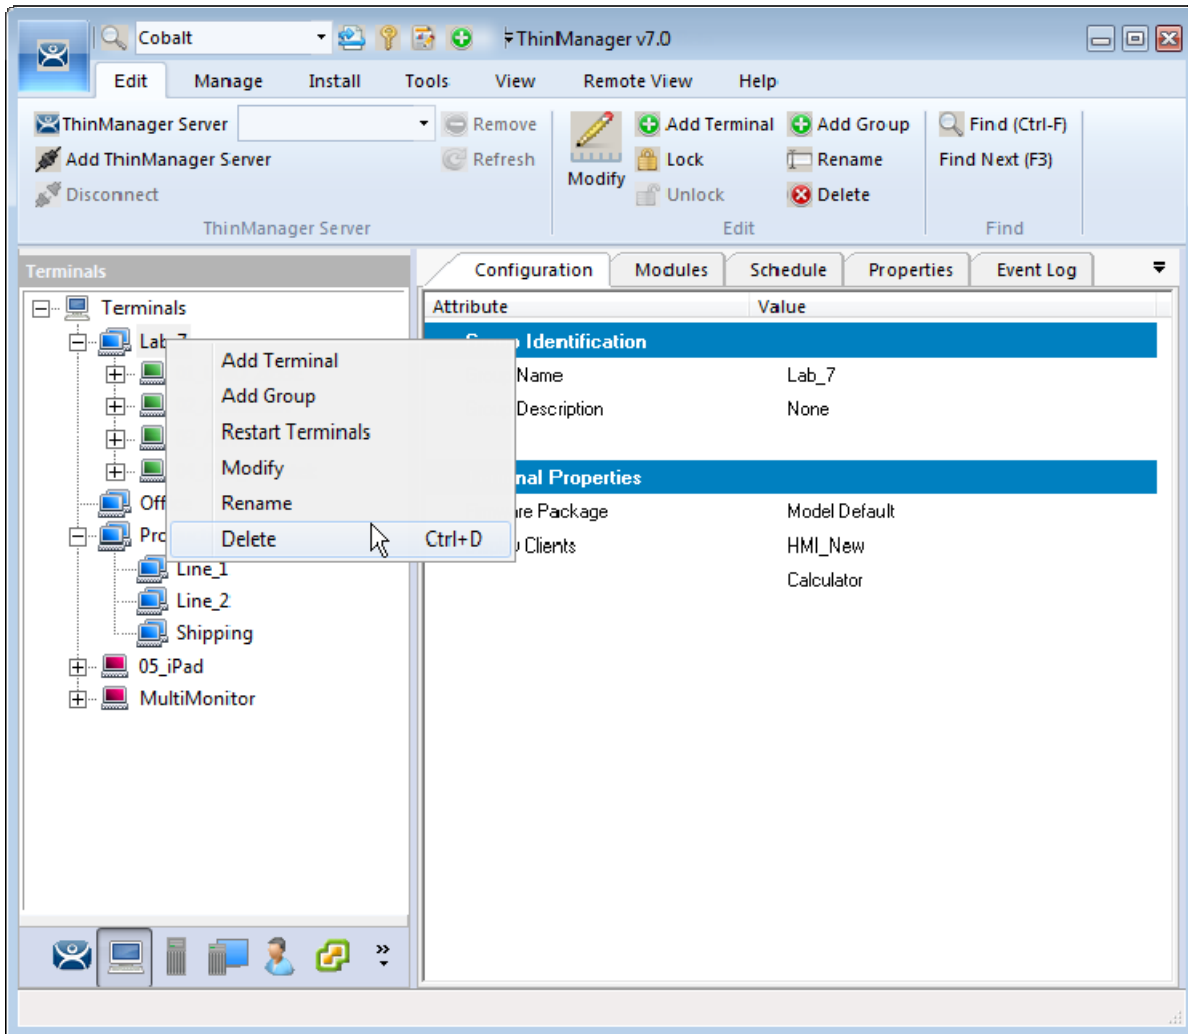 Cobalt
ThinManager v7.0
Edit Manage Install Tools View Remote View Help
ThinManager Server Remove Add Terminal Add Group Find (Ctrl-F)
Add ThinManager Server Refresh Modify Lock Rename Find Next (F3)
Disconnect Unlock Delete
ThinManager Server Edit Find
Terminals
Configuration Modules Schedule Properties Event Log
Terminals
Attribute Value
Identification
Name Lab_7
Description None
Properties
Package Model Default
Clients HMI_New
Calculator
Add Terminal
Add Group
Restart Terminals
Modify
Rename
Delete Ctrl+D
Line_1
Line_2
Shipping
05_iPad
MultiMonitor